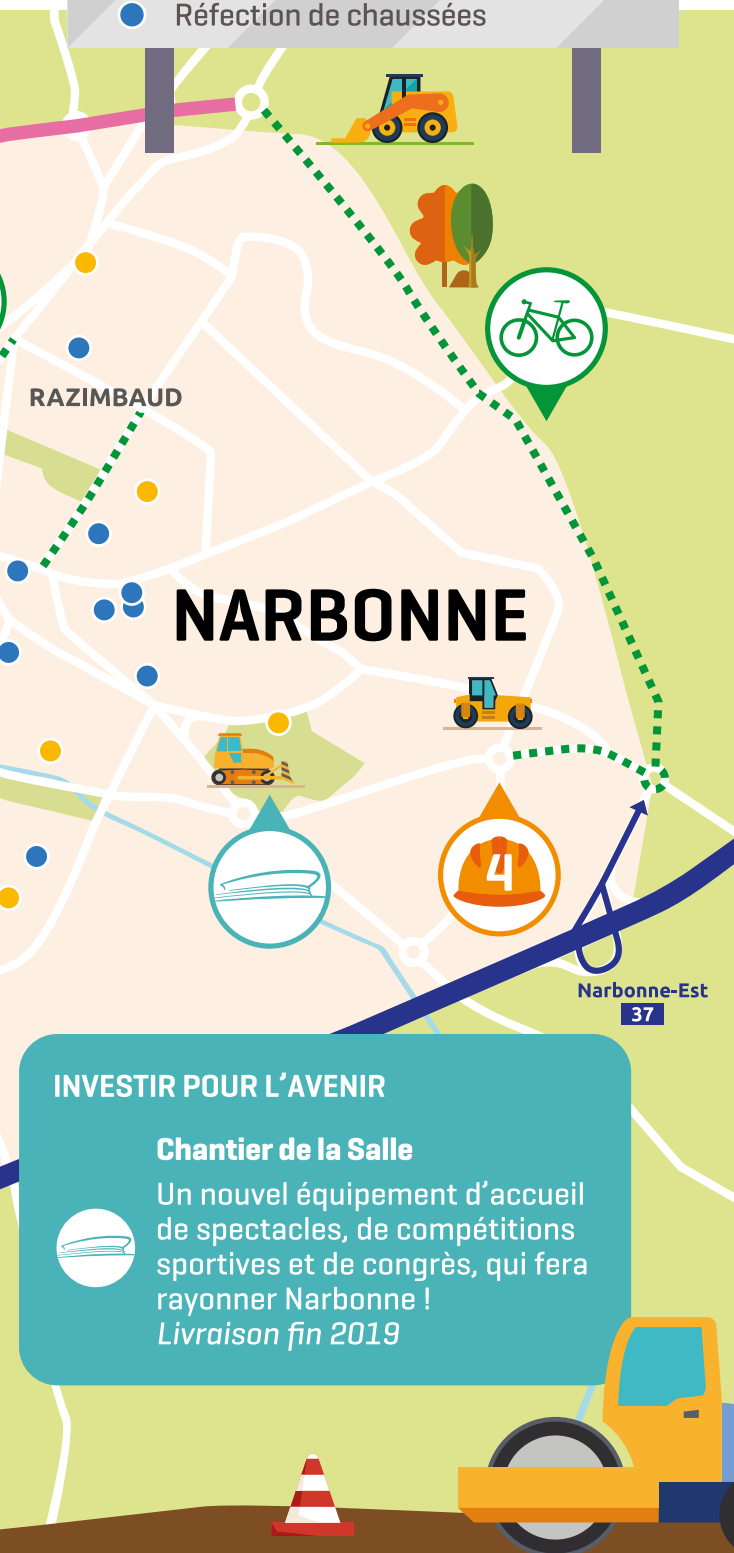 Réfection de chaussées
RAZIMBAUD
NARBONNE
4
Narbonne-Est
37
INVESTIR POUR L'AVENIR
Chantier de la Salle
Un nouvel équipement d'accueil
de spectacles, de compétitions
sportives et de congrès, qui fera
rayonner Narbonne !
Livraison fin 2019